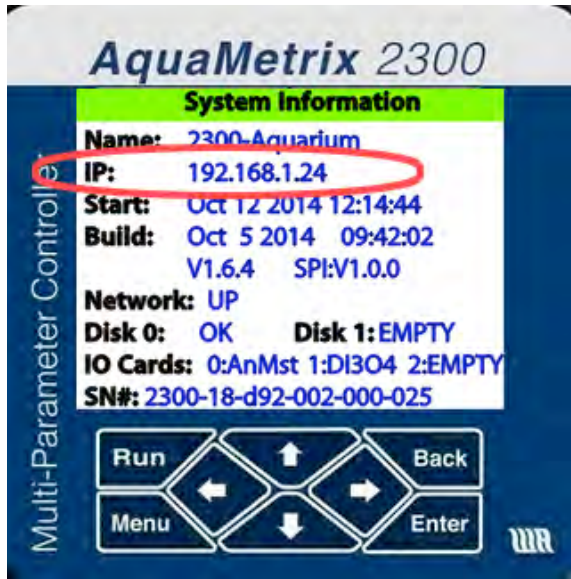 AquaMetrix 2300
System Information
Name: 2300-Aquarium
IP: 192.168.1.24
Start: Oct 12 2014 12:14:44
Build: Oct 5 2014 09:42:02
V1.6.4 SPI:V1.0.0
Network: UP
Disk 0: OK Disk 1: EMPTY
IO Cards: 0:AnMst 1:DI3O4 2:EMPTY
SN#: 2300-18-d92-002-000-025
Multi-Parameter Controller
Run
Back
Menu
Enter